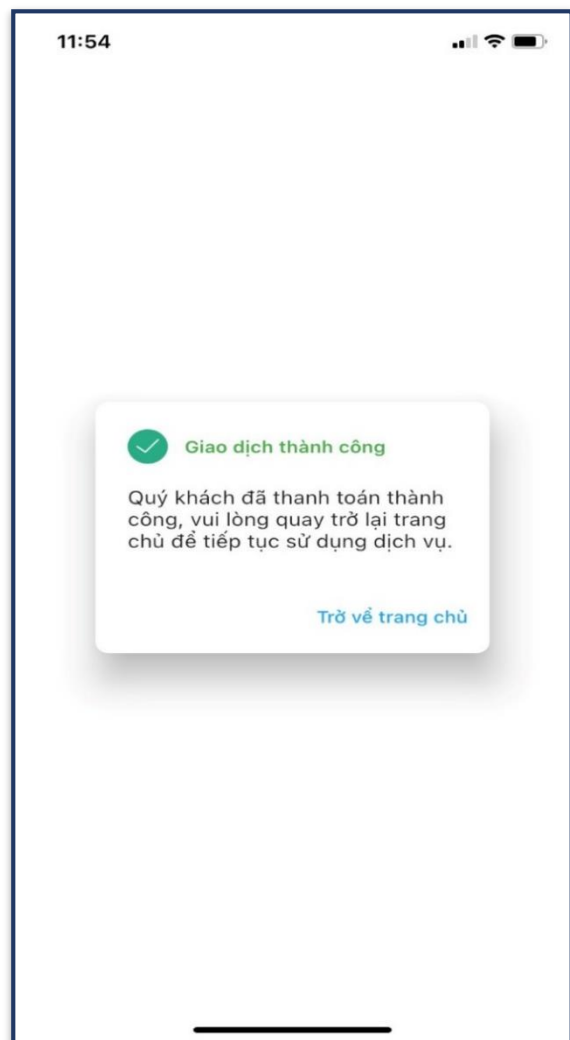 11:54
Giao dịch thành công
Quý khách đã thanh toán thành
công, vui lòng quay trở lại trang
chủ để tiếp tục sử dụng dịch vụ.
Trở về trang chủ